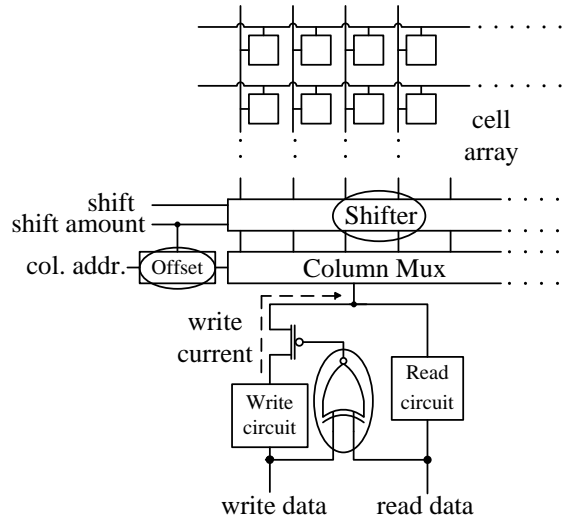 cell
array
shift
shift amount
Shifter
col. addr.
Offset
Column Mux
write
current
Read
circuit
Write
circuit
write data
read data